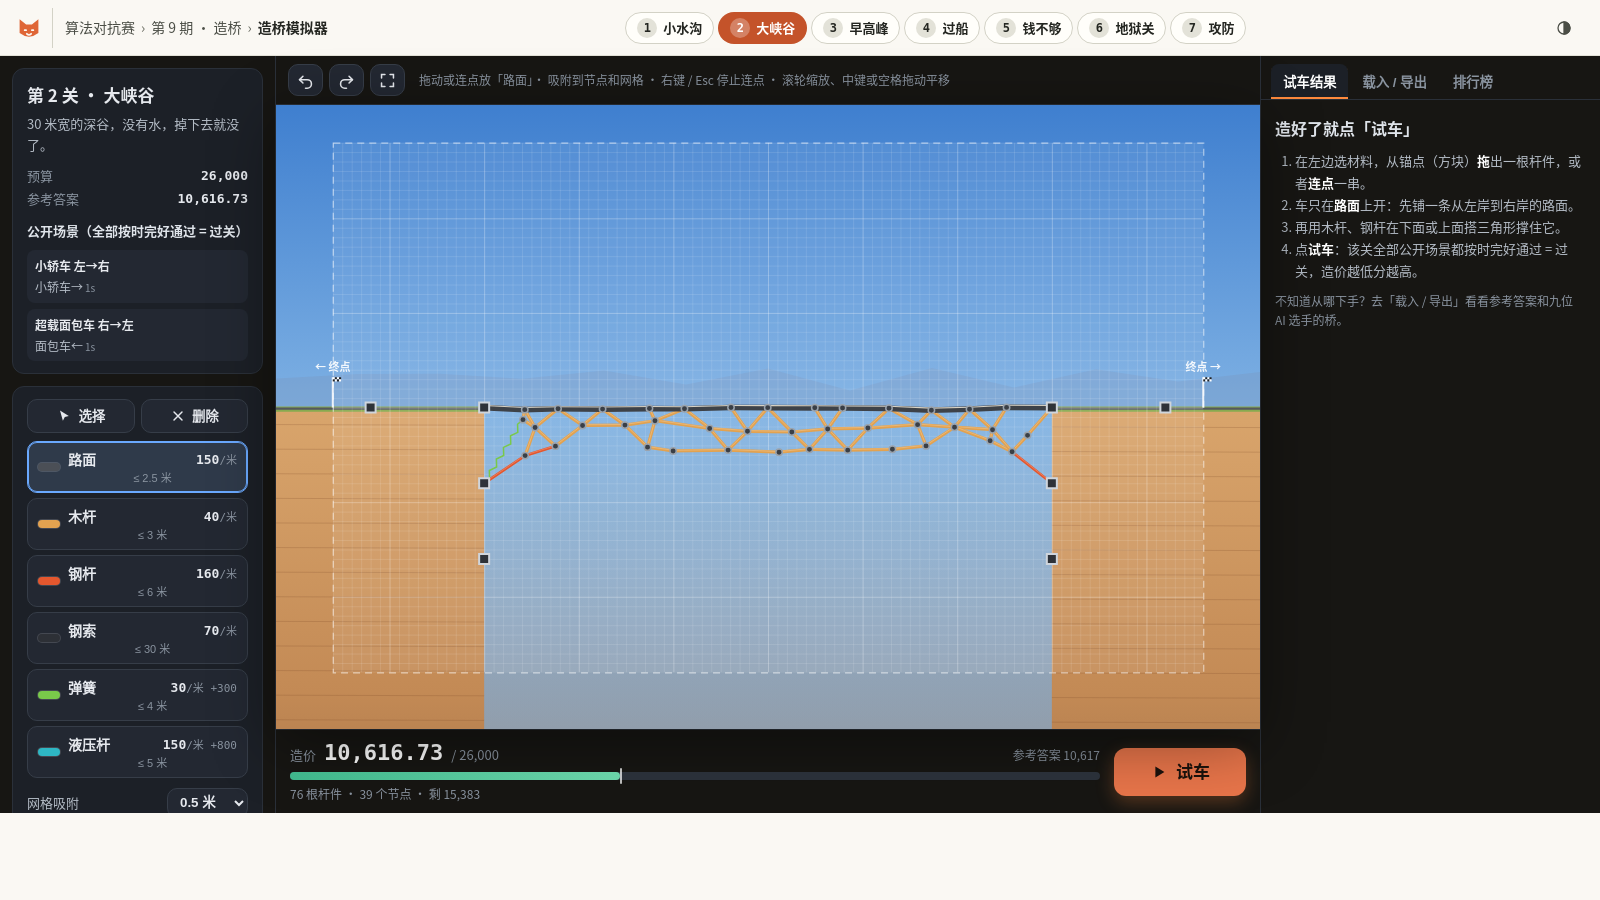 算法对抗赛 › 第 9 期 · 造桥 › 造桥模拟器
1 小水沟
2 大峡谷
3 早高峰
4 过船
5 钱不够
6 地狱关
7 攻防
第 2 关 · 大峡谷
30 米宽的深谷，没有水，掉下去就没
了。
预算 26,000
参考答案 10,616.73
公开场景（全部按时完好通过 = 过关）
小轿车 左→右
小轿车→ 1s
超载面包车 右→左
面包车← 1s
选择
删除
路面 150/米
≤ 2.5 米
木杆 40/米
≤ 3 米
钢杆 160/米
≤ 6 米
钢索 70/米
≤ 30 米
弹簧 30/米 +300
≤ 4 米
液压杆 150/米 +800
≤ 5 米
网格吸附 0.5 米
拖动或连点放「路面」· 吸附到节点和网格 · 右键 / Esc 停止连点 · 滚轮缩放、中键或空格拖动平移
← 终点
终点 →
造价 10,616.73 / 26,000
参考答案 10,617
76 根杆件 · 39 个节点 · 剩 15,383
试车
试车结果
载入 / 导出
排行榜
造好了就点「试车」
1. 在左边选材料，从锚点（方块）拖出一根杆件，或
者连点一串。
2. 车只在路面上开：先铺一条从左岸到右岸的路面。
3. 再用木杆、钢杆在下面或上面搭三角形撑住它。
4. 点试车：该关全部公开场景都按时完好通过 = 过
关，造价越低分越高。
不知道从哪下手？去「载入 / 导出」看看参考答案和九位
AI 选手的桥。